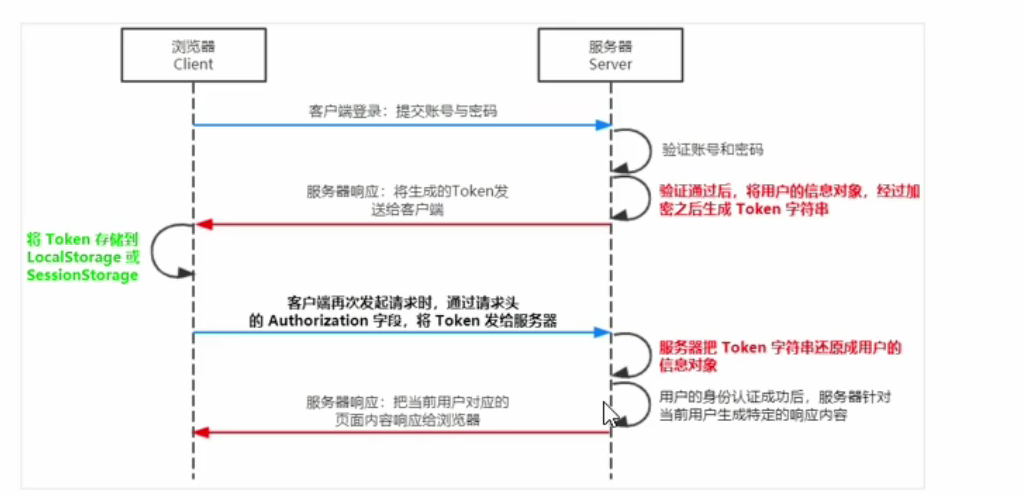 浏览器
Client
服务器
Server
客户端登录：提交账号与密码
验证账号和密码
服务器响应：将生成的Token发
送给客户端
验证通过后，将用户的信息对象，经过加
密之后生成 Token 字符串
将 Token 存储到
LocalStorage 或
SessionStorage
客户端再次发起请求时，通过请求头
的 Authorization 字段，将 Token 发给服务器
服务器把 Token 字符串还原成用户的
信息对象
服务器响应：把当前用户对应的
页面内容响应给浏览器
用户的身份认证成功后，服务器针对
当前用户生成特定的响应内容